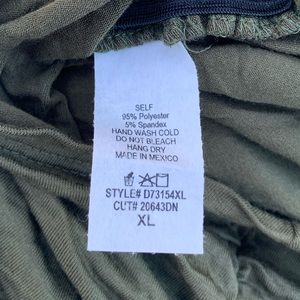 SELF
95% Polyester
5% Spandex
HAND WASH COLD
DO NOT BLEACH
HANG DRY
MADE IN MEXICO
STYLE# D73154XL
CUT# 20643DN
XL